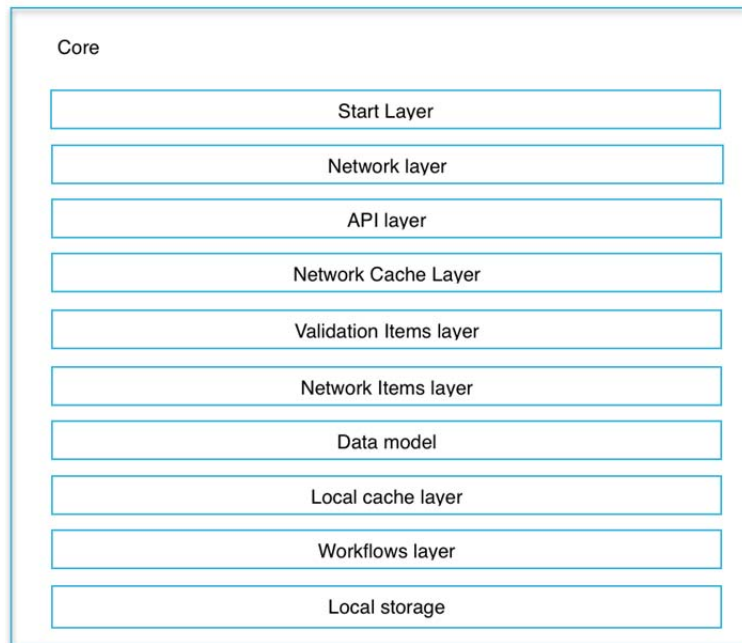 Core
Start Layer
Network layer
API layer
Network Cache Layer
Validation Items layer
Network Items layer
Data model
Local cache layer
Workflows layer
Local storage